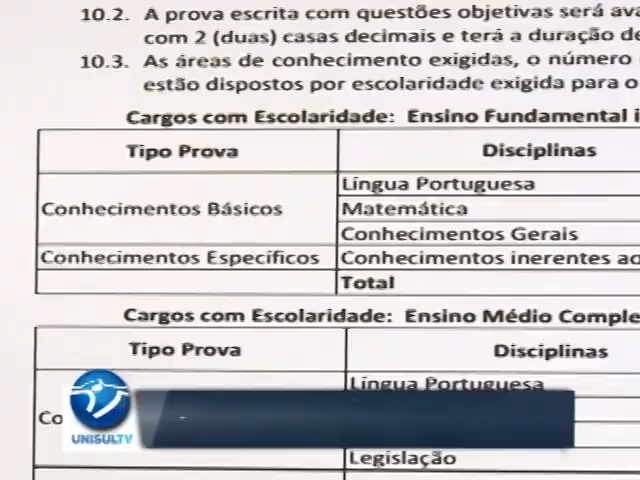 10.2. A prova escrita com questões objetivas será
com 2 (duas) casas decimais e terá a duração de
10.3. As áreas de conhecimento exigidas, o número
estão dispostos por escolaridade exigida para o
Cargos com Escolaridade: Ensino Fundamental
Tipo Prova
Disciplinas
Conhecimentos Básicos
Língua Portuguesa
Matemática
Conhecimentos Gerais
Conhecimentos Específicos
Conhecimentos inerentes
Total
Cargos com Escolaridade: Ensino Médio
Tipo Prova
Disciplinas
Língua Portuguesa
Legislação
UNISULTV